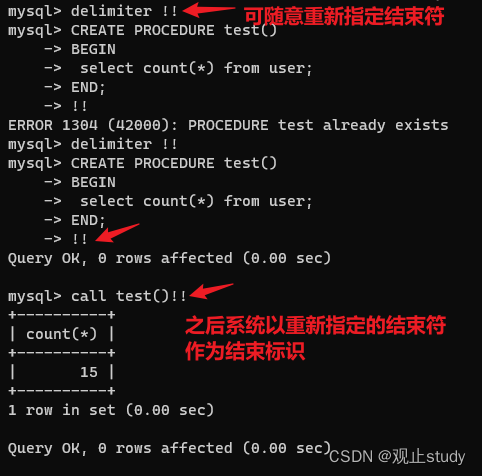 mysql> delimiter !! 可随意重新指定结束符
mysql> CREATE PROCEDURE test()
    -> BEGIN
    ->  select count(*) from user;
    -> END;
    -> !!
ERROR 1304 (42000): PROCEDURE test already exists
mysql> delimiter !!
mysql> CREATE PROCEDURE test()
    -> BEGIN
    ->  select count(*) from user;
    -> END;
    -> !!
Query OK, 0 rows affected (0.00 sec)
mysql> call test()!!
+----------+
| count(*) |
+----------+
|       15 |
+----------+
之后系统以重新指定的结束符
作为结束标识
1 row in set (0.00 sec)
Query OK, 0 rows affected (0.00 sec)
CSDN @观止study